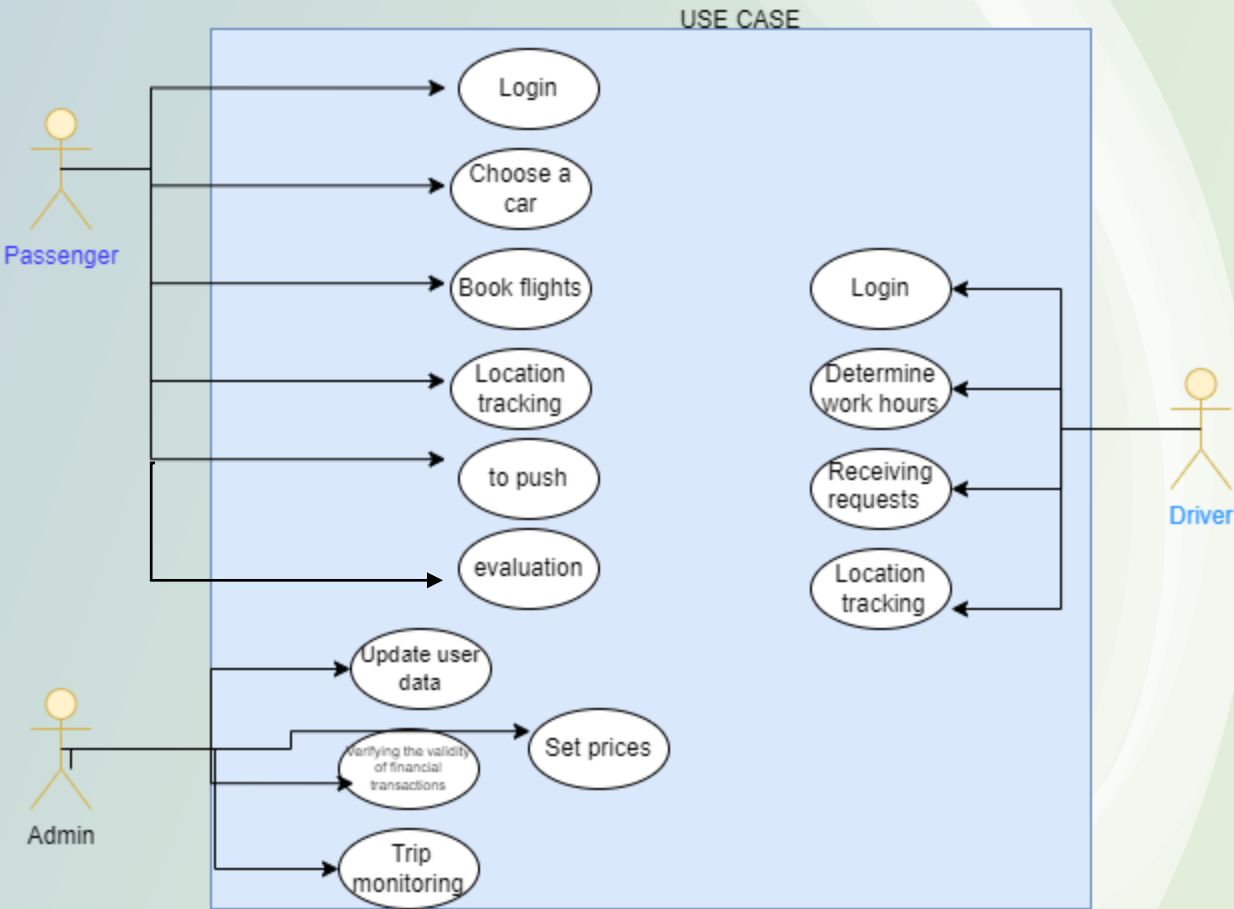 USE CASE
Login
Choose a
car
Book flights
Location
tracking
to push
evaluation
Passenger
Login
Determine
work hours
Receiving
requests
Location
tracking
Driver
Update user
data
Set prices
Verifying the validity
of financial
transactions
Trip
monitoring
Admin